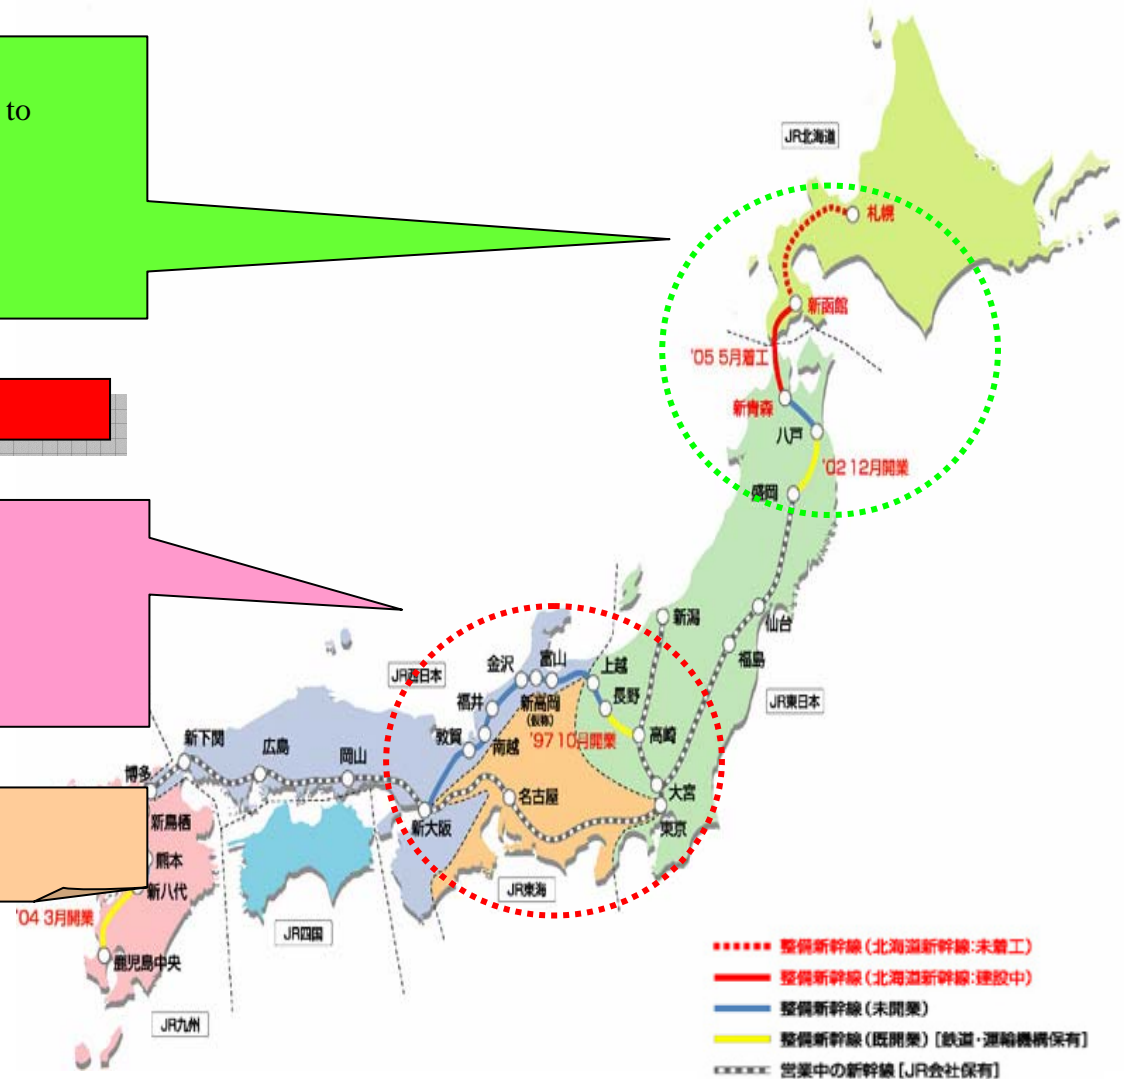 to
JR北海道
札幌
新函館
'05 5月着工
新青森
八戸
'02 12月開業
盛岡
新潟
仙台
福島
JR東日本
JR西日本
金沢
富山
上越
長野
福井
新高岡
(仮称)
敦賀
南越
'97 10月開業
高崎
新下関
広島
岡山
博多
名古屋
大宮
新大阪
東京
新鳥栖
熊本
新八代
JR東海
'04 3月開業
JR四国
鹿児島中央
JR九州
整備新幹線(北海道新幹線:未着工)
整備新幹線(北海道新幹線:建設中)
整備新幹線(未開業)
整備新幹線(既開業)[鉄道・運輸機構保有]
営業中の新幹線[JR会社保有]